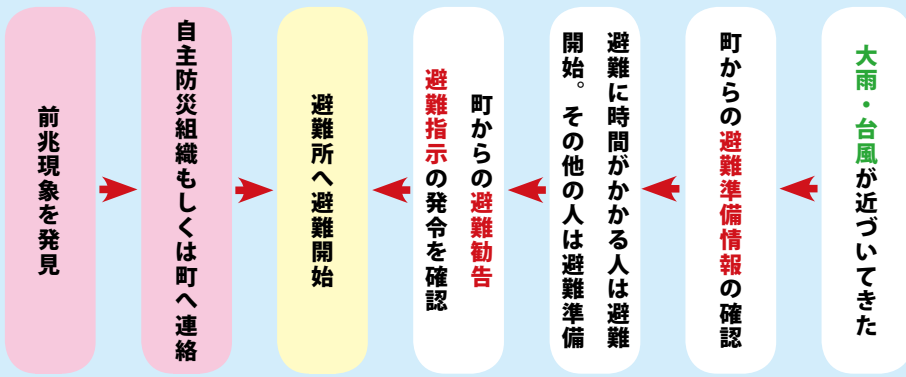 大雨・台風が近づいてきた
町からの避難準備情報の確認
避難に時間がかかる人は避難
開始。その他の人は避難準備
町からの避難勧告
避難指示の発令を確認
避難所へ避難開始
自主防災組織もしくは町へ連絡
前兆現象を発見